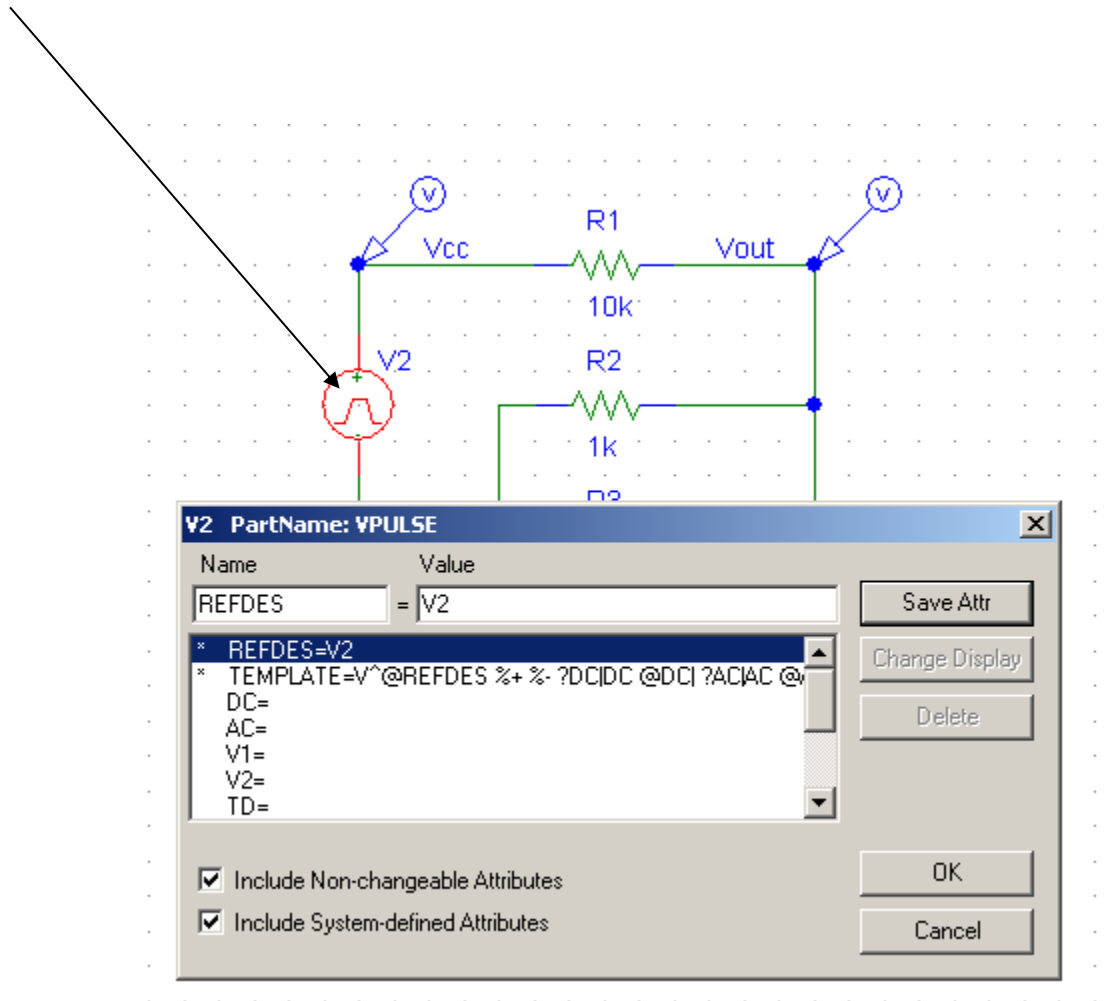 V
V
R1
Vcc
Vout
10k
V2
R2
1k
V2 PartName: VPULSE
Name
Value
REFDES = V2
Save Attr
* REFDES=V2
* TEMPLATE=V^@REFDES %+ %- ?DC|DC @DC| ?AC|AC
DC=
AC=
V1=
V2=
TD=
Change Display
Delete
Include Non-changeable Attributes
Include System-defined Attributes
OK
Cancel